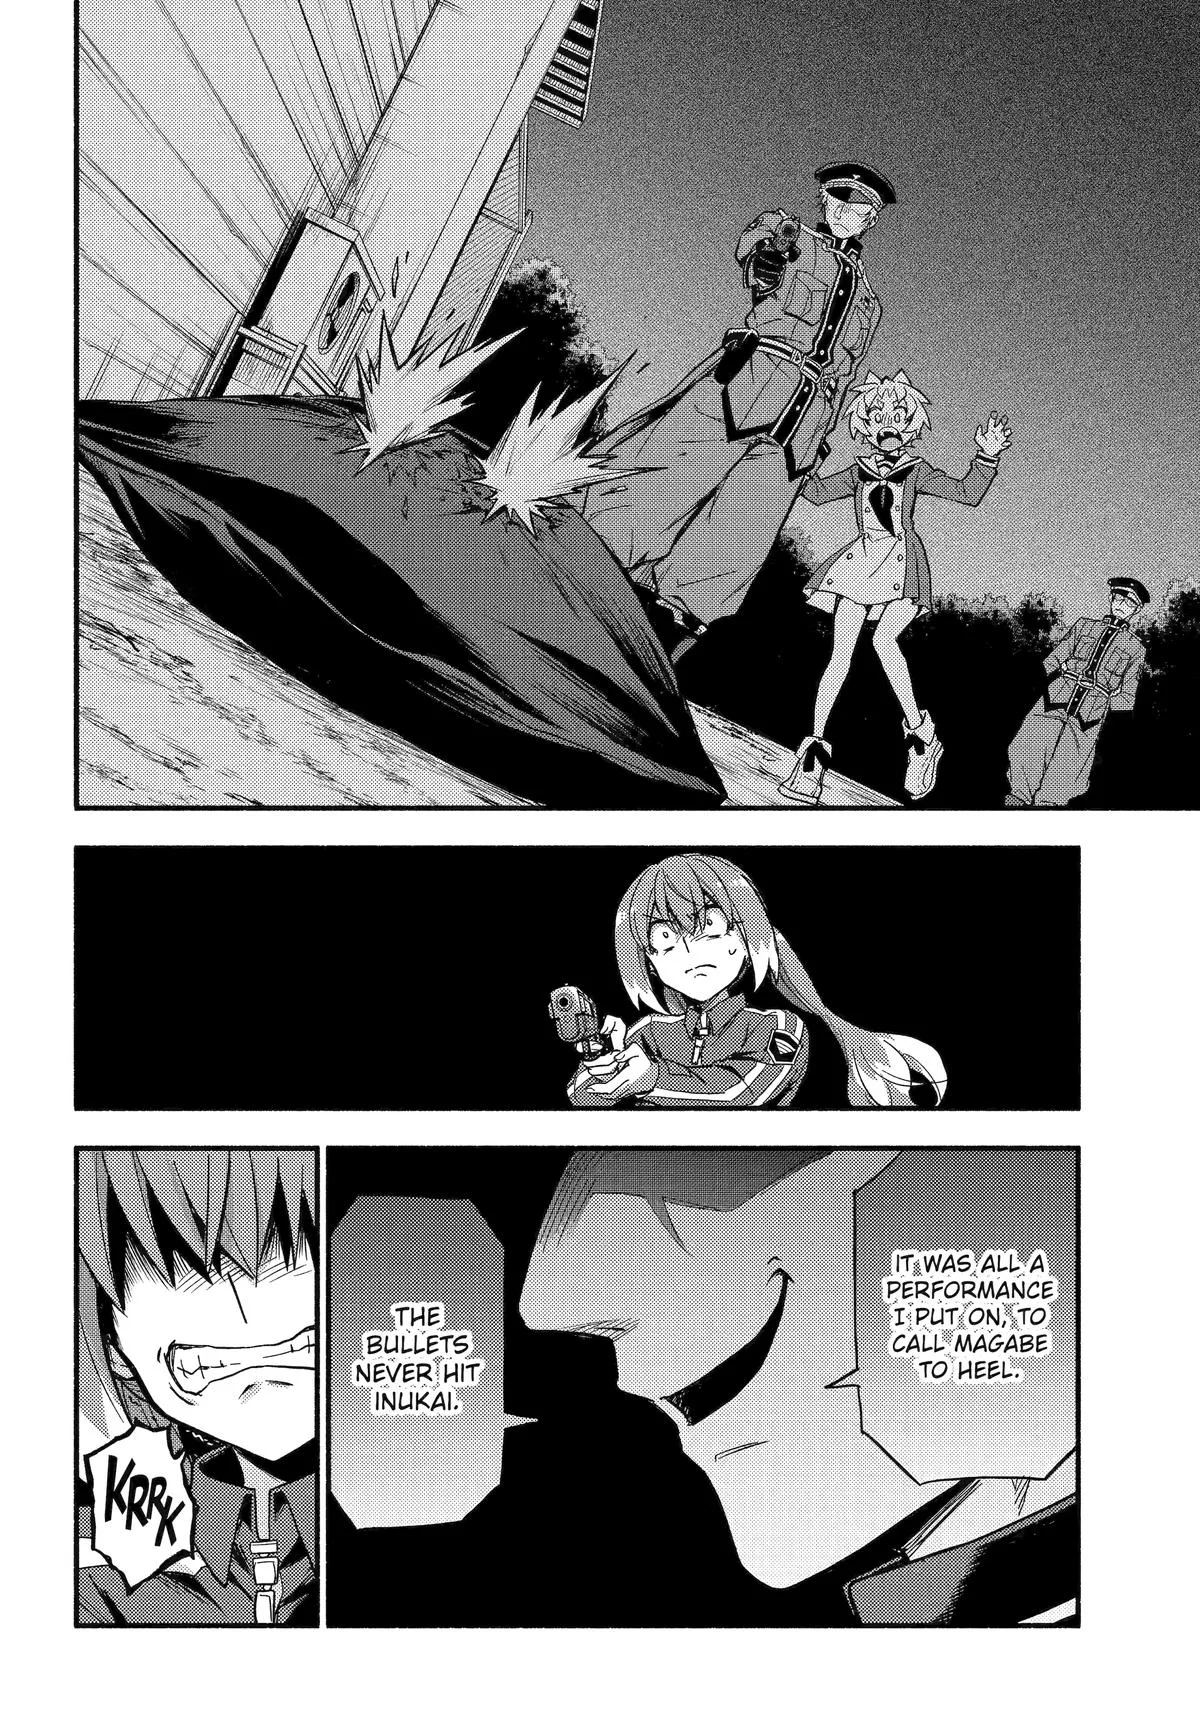 IT WAS ALL A
PERFORMANCE
I PUT ON, TO
CALL MAGABE
TO HEEL.
THE
BULLETS
NEVER HIT
INUKAI.
KRRK